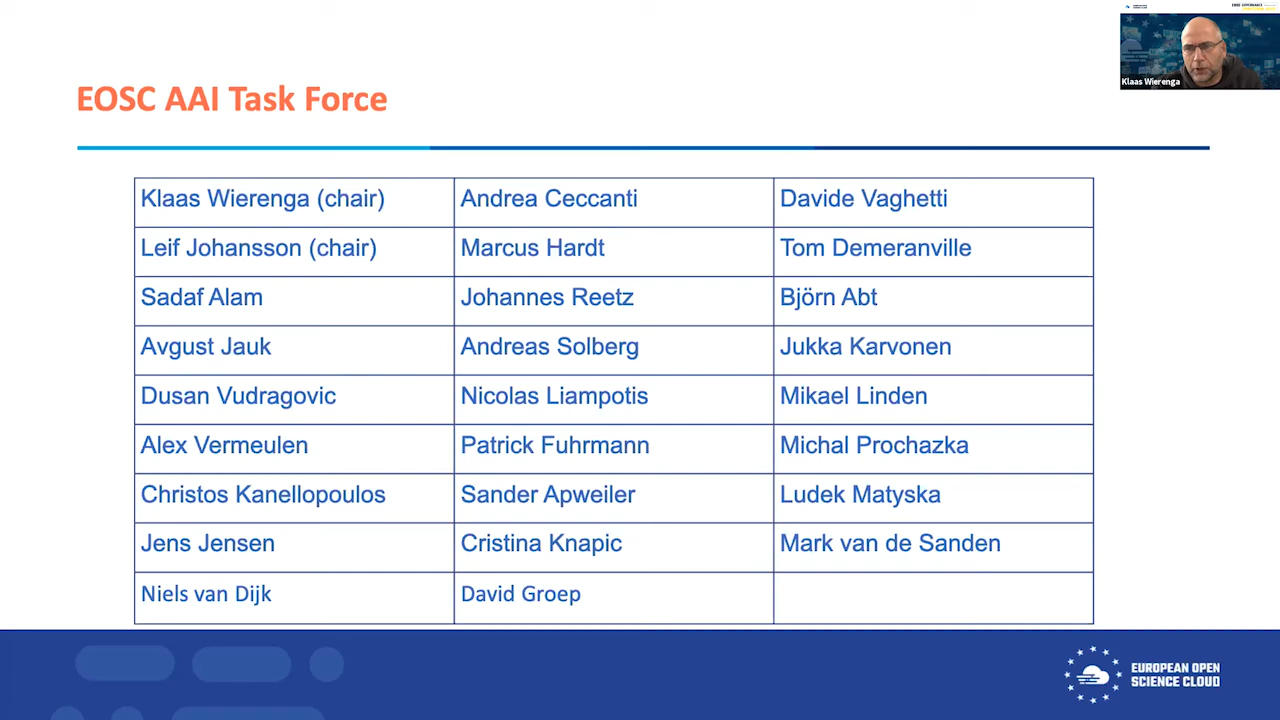 Klaas Wierenga
EOSC AAI Task Force
Klaas Wierenga (chair) Andrea Ceccanti Davide Vaghetti
Leif Johansson (chair) Marcus Hardt Tom Demeranville
Sadaf Alam Johannes Reetz Björn Abt
Avgust Jauk Andreas Solberg Jukka Karvonen
Dusan Vudragovic Nicolas Liampotis Mikael Linden
Alex Vermeulen Patrick Fuhrmann Michal Prochazka
Christos Kanellopoulos Sander Apweiler Ludek Matyska
Jens Jensen Cristina Knapic Mark van de Sanden
Niels van Dijk David Groep
EUROPEAN OPEN
SCIENCE CLOUD